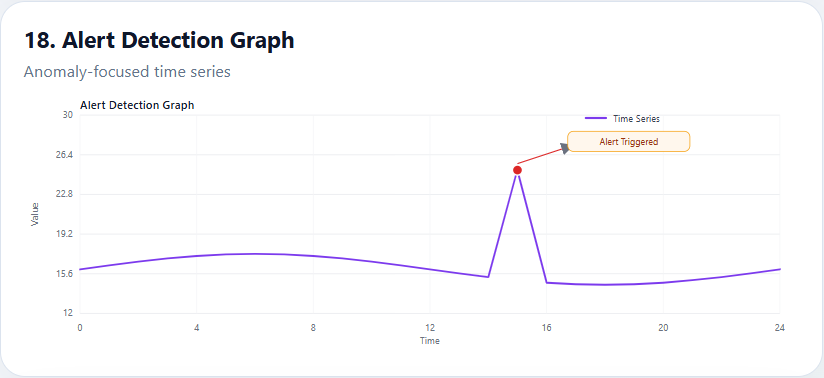 18. Alert Detection Graph
Anomaly-focused time series
Alert Detection Graph
30
Time Series
Alert Triggered
26.4
22.8
Value
19.2
15.6
12
0 4 8 12 16 20 24
Time